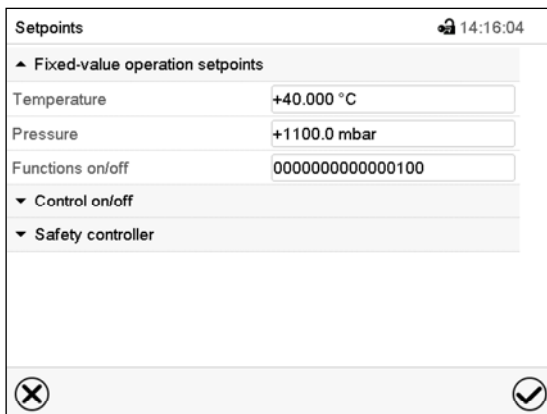 Setpoints 14:16:04
Fixed-value operation setpoints
Temperature +40.000 °C
Pressure +1100.0 mbar
Functions on/off 0000000000000100
Control on/off
Safety controller